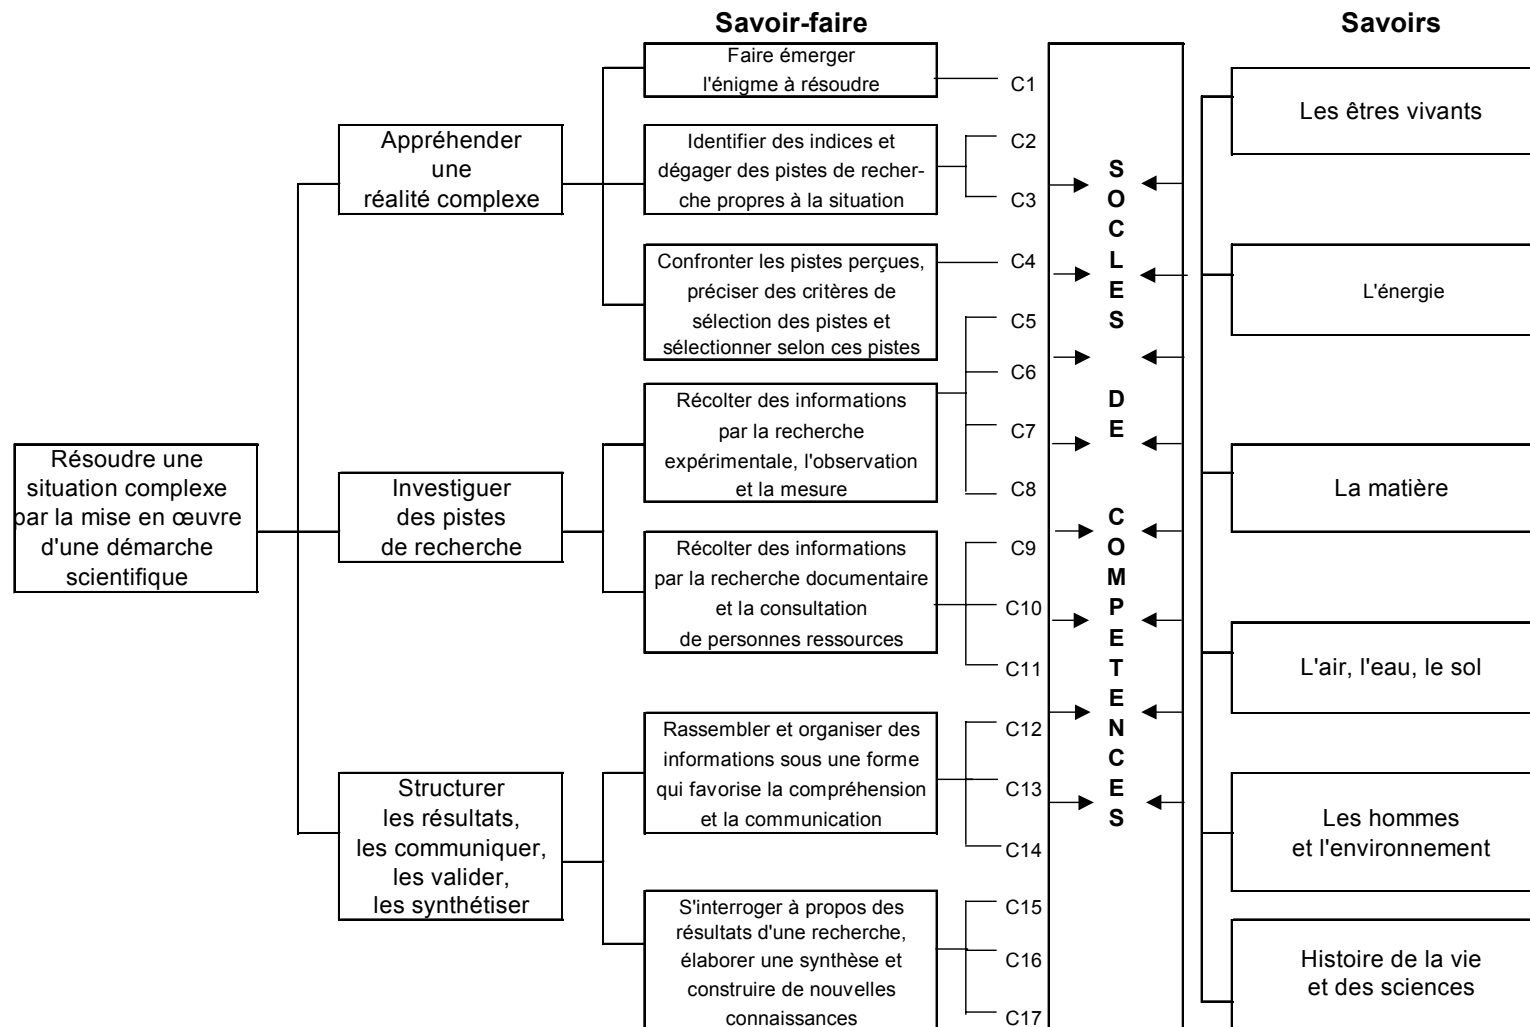 Savoir-faire
Savoirs
Résoudre une
situation complexe
par la mise en œuvre
d'une démarche
scientifique
Appréhender
une
réalité complexe
Investiguer
des pistes
de recherche
Structurer
les résultats,
les communiquer,
les valider,
les synthétiser
Faire émerger
l'énigme à résoudre
Identifier des indices et
dégager des pistes de recher-
che propres à la situation
Confronter les pistes perçues,
préciser des critères de
sélection des pistes et
sélectionner selon ces pistes
Récolter des informations
par la recherche
expérimentale, l'observation
et la mesure
Récolter des informations
par la recherche documentaire
et la consultation
de personnes ressources
Rassembler et organiser des
informations sous une forme
qui favorise la compréhension
et la communication
S'interroger à propos des
résultats d'une recherche,
élaborer une synthèse et
construire de nouvelles
connaissances
C1
C2
C3
C4
C5
C6
C7
C8
C9
C10
C11
C12
C13
C14
C15
C16
C17
SOCLES DE COMPETENCES
Les êtres vivants
L'énergie
La matière
L'air, l'eau, le sol
Les hommes
et l'environnement
Histoire de la vie
et des sciences